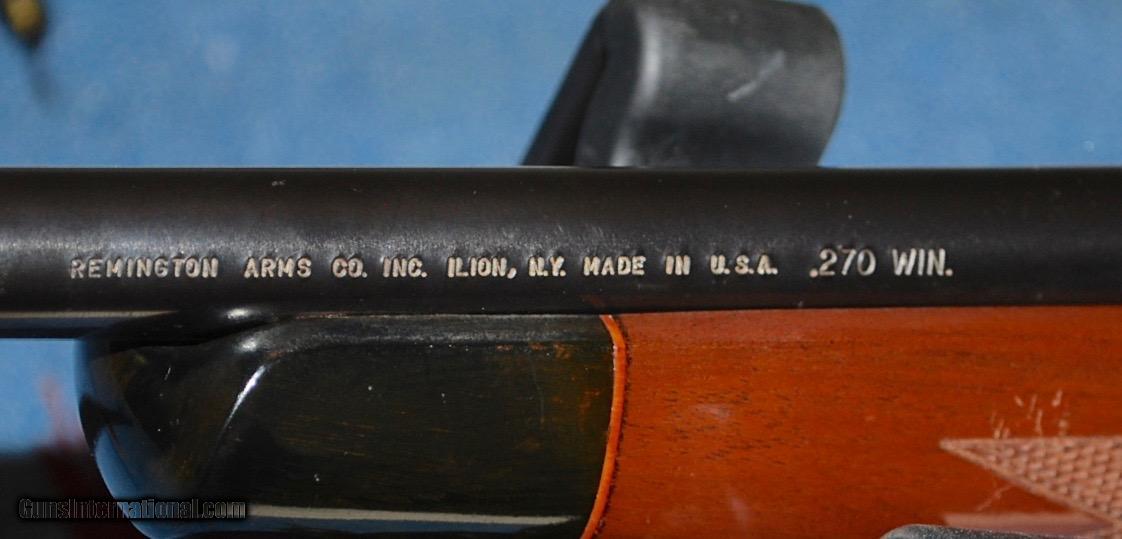 REMINGTON ARMS CO. INC. ILION, N.Y. MADE IN U.S.A. .270 WIN.
GunsInternational.com